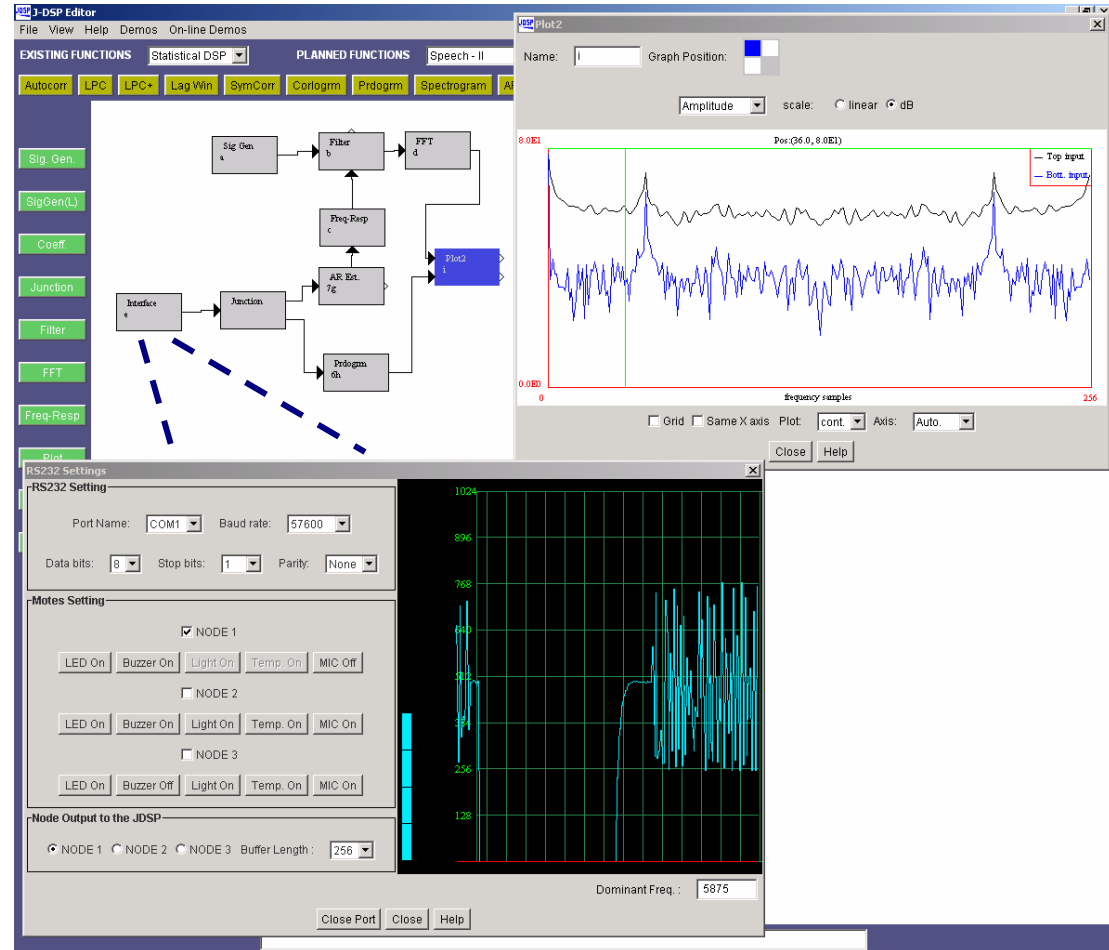 J-DSP Editor
File View Help Demos On-line Demos
EXISTING FUNCTIONS Statistical DSP PLANNED FUNCTIONS Speech - II
Autocorr LPC LPC+ Lag Win SymCorr Corlogrm Prdogrm Spectrogram
Sig. Gen.
SigGen(L)
Coeff.
Junction
Filter
FFT
Freq-Resp
Plot
Sig Gen
a
Filter
b
FFT
d
Freq-Resp
c
AR Est.
7g
Plot2
i
Interface
e
Junction
Prdogrm
6h
Plot2
Name: i Graph Position:
Amplitude scale: linear dB
8.0E1 Pos:(36.0, 8.0E1)
Top input
Bott. input
0.0E0
0 frequency samples 256
Grid Same X axis Plot: cont. Axis: Auto.
Close Help
RS232 Settings
RS232 Setting
Port Name: COM1 Baud rate: 57600
Data bits: 8 Stop bits: 1 Parity: None
Motes Setting
NODE 1
LED On Buzzer On Light On Temp. On MIC Off
NODE 2
LED On Buzzer On Light On Temp. On MIC On
NODE 3
LED On Buzzer Off Light On Temp. On MIC On
Node Output to the JDSP
NODE 1 NODE 2 NODE 3 Buffer Length : 256
1024
896
768
640
512
384
256
128
Dominant Freq. : 5875
Close Port Close Help